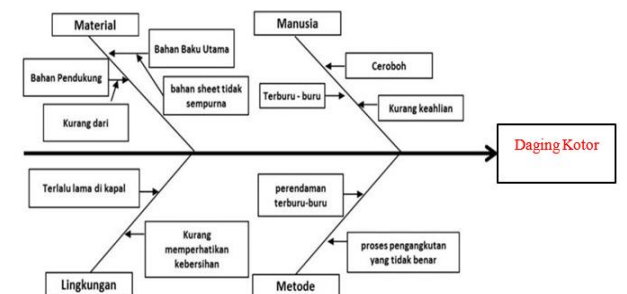 Material
Manusia
Bahan Baku Utama
Ceroboh
Bahan Pendukung
bahan sheet tidak
sempurna
Terburu - buru
Kurang keahlian
Kurang dari
Daging Kotor
Terlalu lama di kapal
perendaman
terburu-buru
Kurang
memperhatikan
kebersihan
proses pengangkutan
yang tidak benar
Lingkungan
Metode